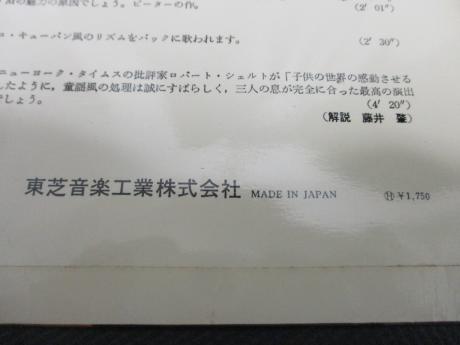 の魅力の原因でしょう。ピーターの作。 (2′ 01″)
ロ・キューバン風のリズムをバックに歌われます。 (2′ 30″)
ニューヨーク・タイムスの批評家ロバート・シェルトが「子供の世界の感動させる
したように，童謡風の処理は誠にすばらしく，三人の息が完全に合った最高の演出
でしょう。 (4′ 20″)
(解説 藤井 肇)
東芝音楽工業株式会社 MADE IN JAPAN Ⓗ ¥1,750